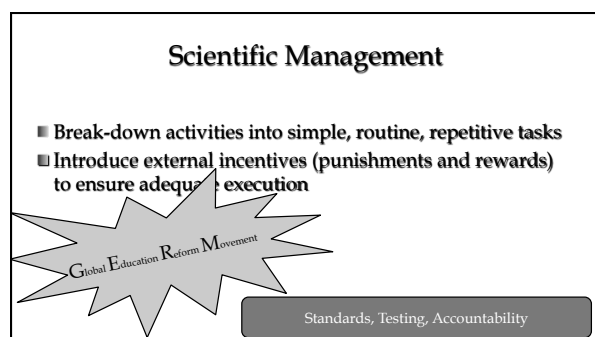 Scientific Management
Break-down activities into simple, routine, repetitive tasks
Introduce external incentives (punishments and rewards)
to ensure adequate execution
Global Education Reform Movement
Standards, Testing, Accountability